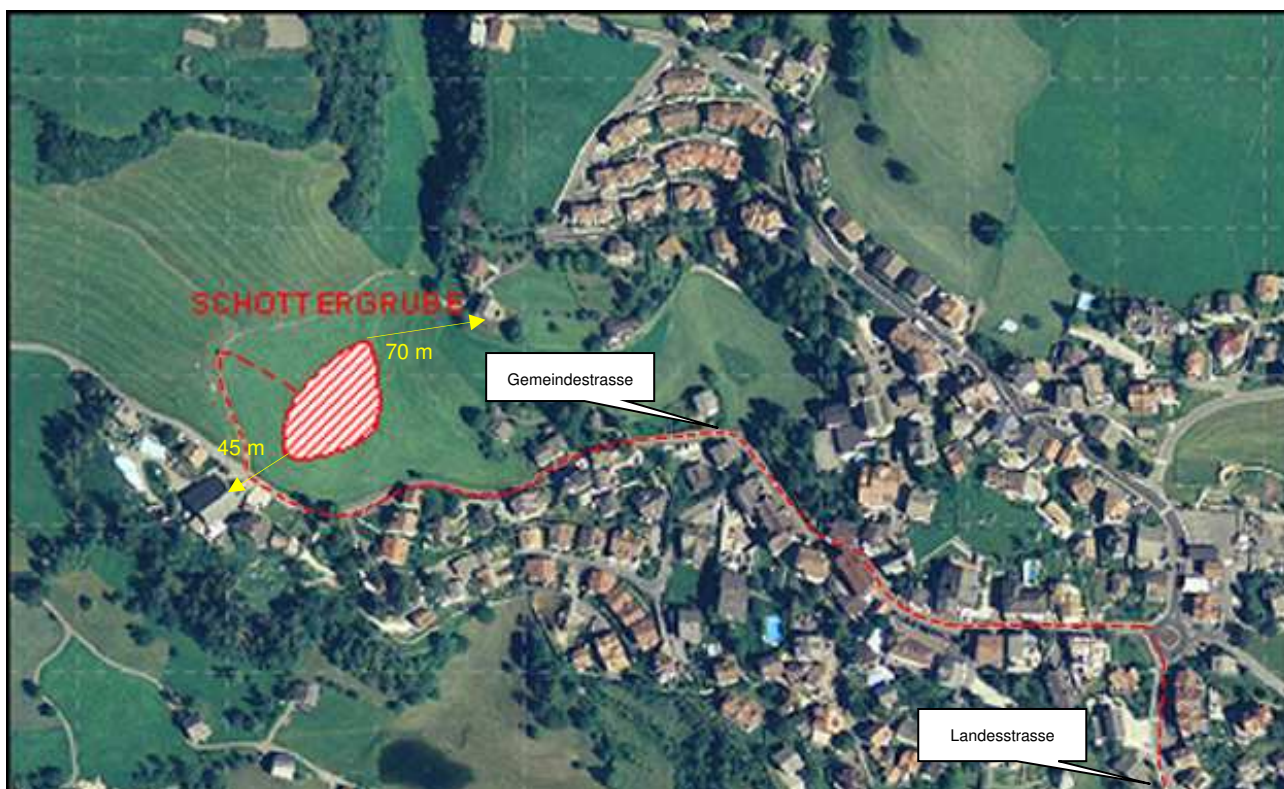 SCHOTTERGRUBE
70 m
Gemeindestrasse
45 m
Landesstrasse